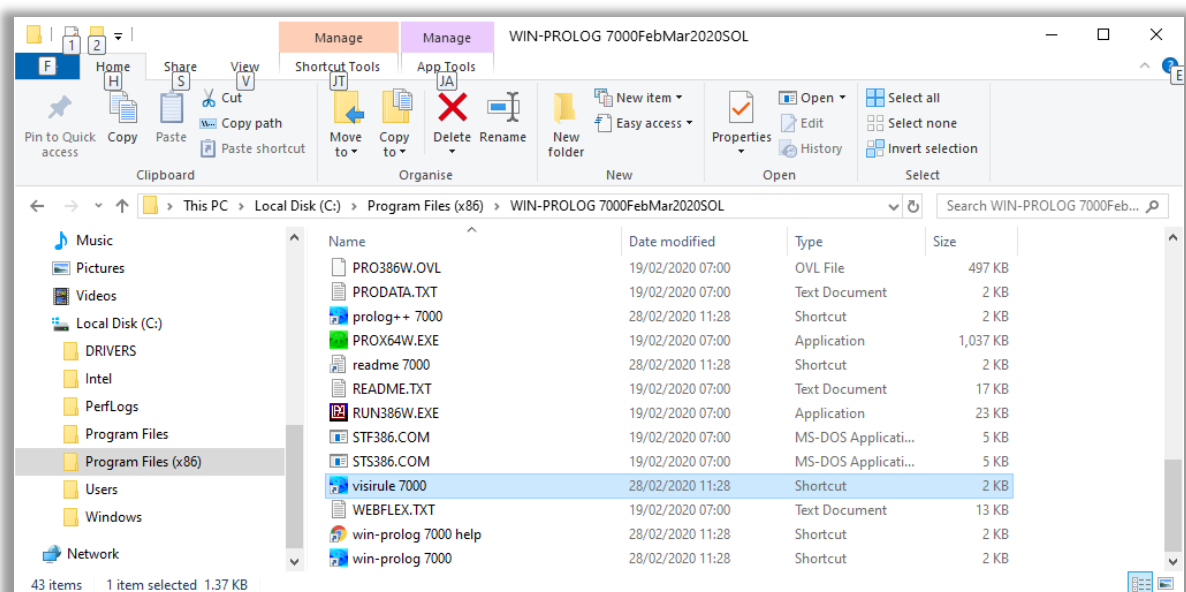 Manage Manage WIN-PROLOG 7000FebMar2020SOL
1 2
F Home Share View Shortcut Tools App Tools
H S V JT JA E
Pin to Quick access
Copy
Paste
Cut
Copy path
Paste shortcut
Move to
Copy to
Delete
Rename
New folder
New item
Easy access
Properties
Open
Edit
History
Select all
Select none
Invert selection
Clipboard Organise New Open Select
This PC > Local Disk (C:) > Program Files (x86) > WIN-PROLOG 7000FebMar2020SOL Search WIN-PROLOG 7000Feb...
Music
Pictures
Videos
Local Disk (C:)
DRIVERS
Intel
PerfLogs
Program Files
Program Files (x86)
Users
Windows
Network
Name Date modified Type Size
PRO386W.OVL 19/02/2020 07:00 OVL File 497 KB
PRODATA.TXT 19/02/2020 07:00 Text Document 2 KB
prolog++ 7000 28/02/2020 11:28 Shortcut 2 KB
PROX64W.EXE 19/02/2020 07:00 Application 1,037 KB
readme 7000 28/02/2020 11:28 Shortcut 2 KB
README.TXT 19/02/2020 07:00 Text Document 17 KB
RUN386W.EXE 19/02/2020 07:00 Application 23 KB
STF386.COM 19/02/2020 07:00 MS-DOS Applicati... 5 KB
STS386.COM 19/02/2020 07:00 MS-DOS Applicati... 5 KB
visirule 7000 28/02/2020 11:28 Shortcut 2 KB
WEBFLEX.TXT 19/02/2020 07:00 Text Document 13 KB
win-prolog 7000 help 28/02/2020 11:28 Shortcut 2 KB
win-prolog 7000 28/02/2020 11:28 Shortcut 2 KB
43 items 1 item selected 1.37 KB